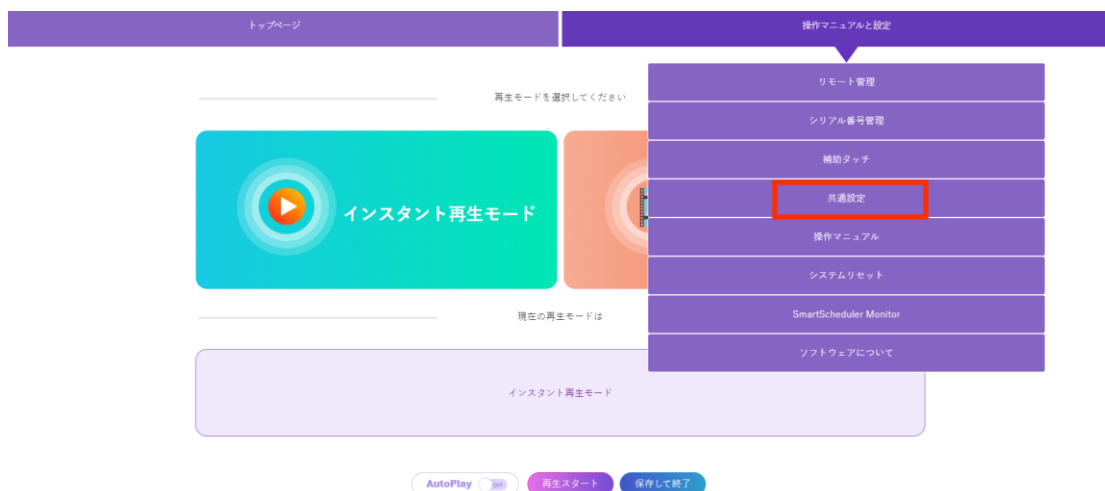 トップページ
操作マニュアルと設定
再生モードを選択してください
インスタント再生モード
リモート管理
シリアル番号管理
補助タッチ
共通設定
操作マニュアル
システムリセット
SmartScheduler Monitor
ソフトウェアについて
現在の再生モードは
インスタント再生モード
AutoPlay OFF
再生スタート
保存して終了